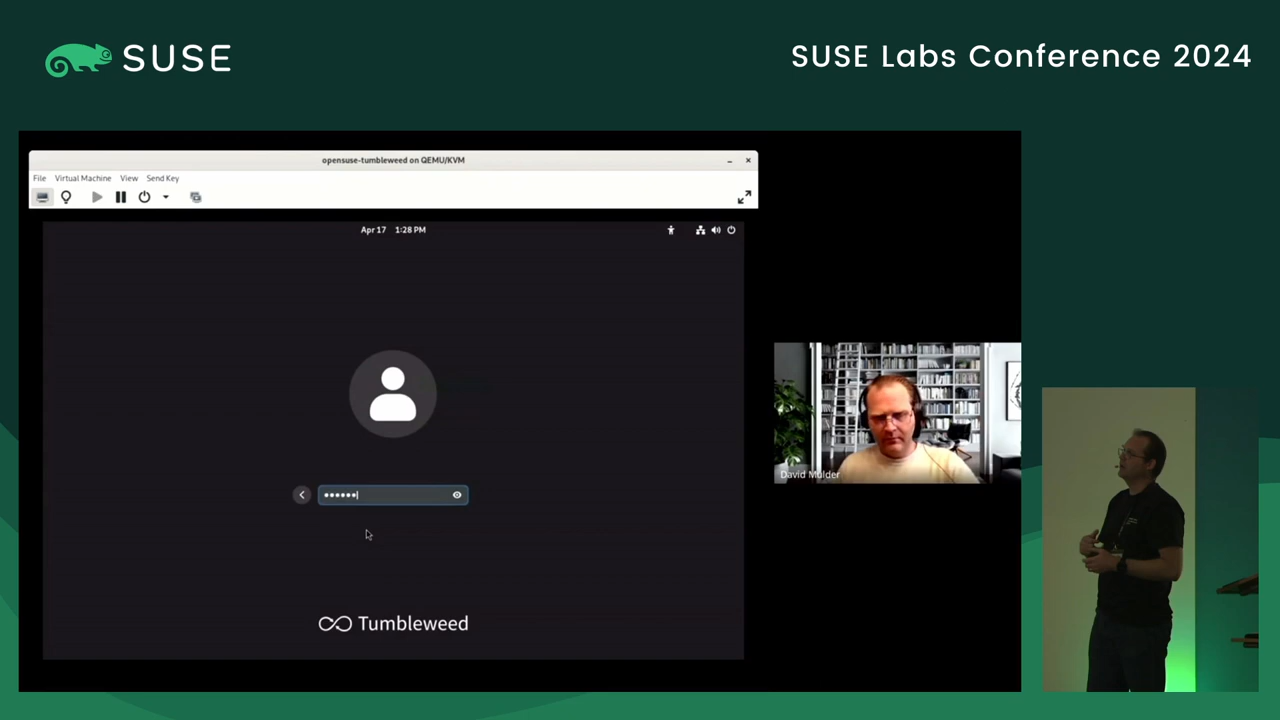 SUSE
SUSE Labs Conference 2024
opensuse-tumbleweed on QEMU/KVM
File Virtual Machine View Send Key
Apr 17 1:28 PM
David Mulder
Tumbleweed